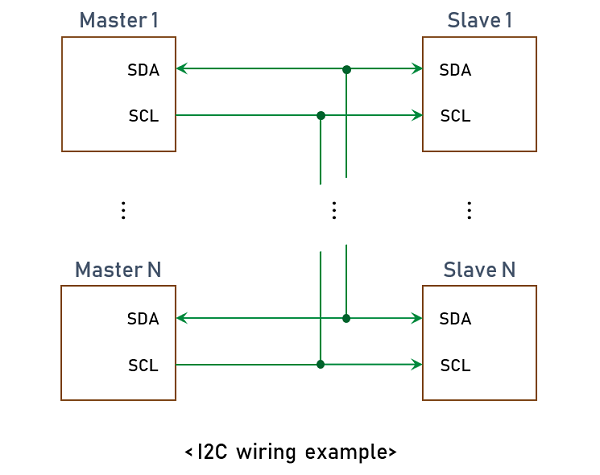 Master 1 Slave 1
SDA SDA
SCL SCL
⋮ ⋮ ⋮
Master N Slave N
SDA SDA
SCL SCL
<I2C wiring example>